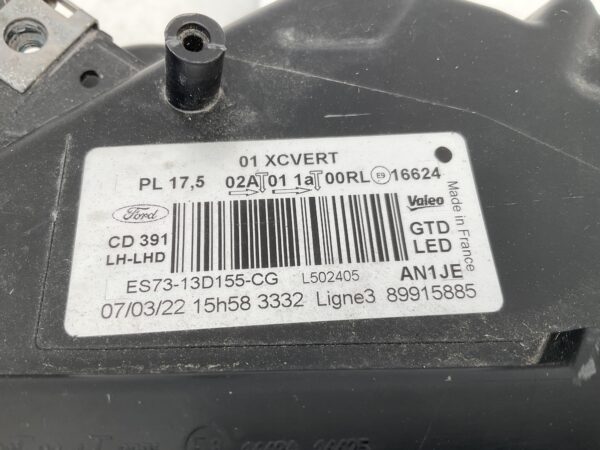 01 XCVERT
PL 17,5 02A 01 1a 00RL E9 16624
Ford
Valeo
CD 391
LH-LHD
GTD
LED
Made in France
ES73-13D155-CG L502405 AN1JE
07/03/22 15h58 3332 Ligne3 89915885